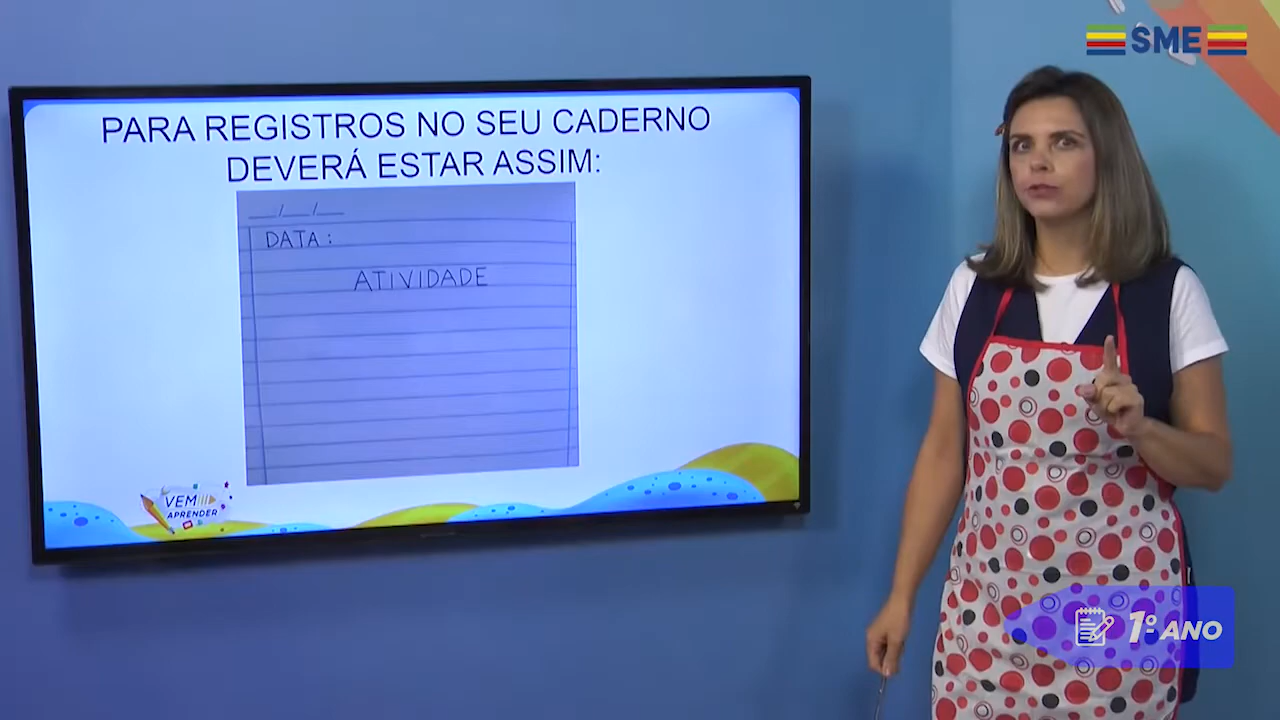 SME
PARA REGISTROS NO SEU CADERNO
DEVERÁ ESTAR ASSIM:
__/__/__
DATA:
ATIVIDADE
VEM
APRENDER
1º ANO